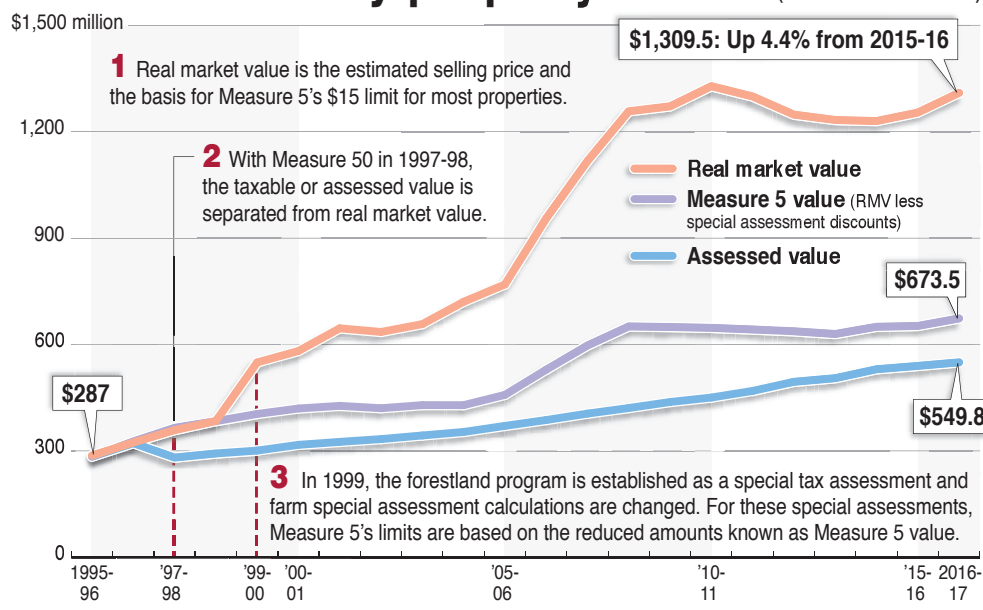 $1,500 million
$1,309.5: Up 4.4% from 2015-16
1 Real market value is the estimated selling price and
the basis for Measure 5’s $15 limit for most properties.
1,200
2 With Measure 50 in 1997-98,
the taxable or assessed value is
separated from real market value.
Real market value
Measure 5 value (RMV less
special assessment discounts)
Assessed value
900
$673.5
600
$287
$549.8
300
3 In 1999, the forestland program is established as a special tax assessment and
farm special assessment calculations are changed. For these special assessments,
Measure 5’s limits are based on the reduced amounts known as Measure 5 value.
0
1995-
96
’97-
98
’99-
00
’00-
01
’05-
06
’10-
11
’15-
16
2016-
17